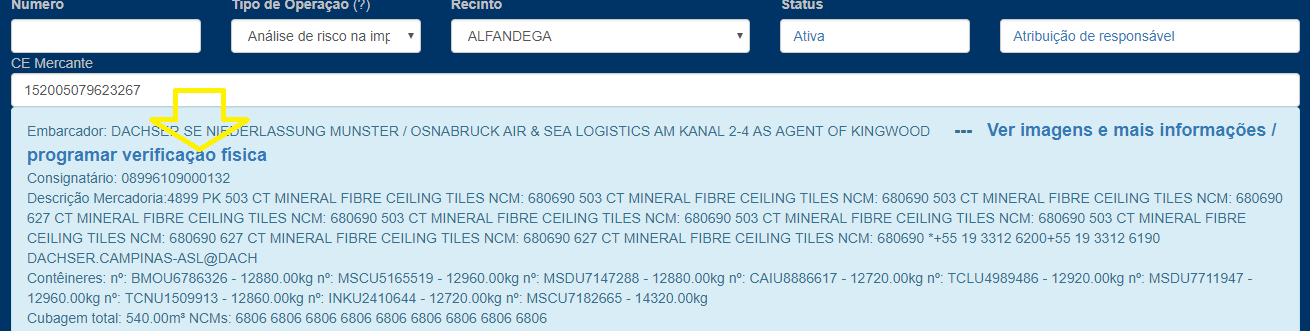 Número Tipo de Operação (?) Recinto Status
Análise de risco na imp ALFANDEGA Ativa Atribuição de responsável
CE Mercante
152005079623267
Embarcador: DACHSER SE NIEDERLASSUNG MUNSTER / OSNABRUCK AIR & SEA LOGISTICS AM KANAL 2-4 AS AGENT OF KINGWOOD --- Ver imagens e mais informações /
programar verificação física
Consignatário: 08996109000132
Descrição Mercadoria:4899 PK 503 CT MINERAL FIBRE CEILING TILES NCM: 680690 503 CT MINERAL FIBRE CEILING TILES NCM: 680690 503 CT MINERAL FIBRE CEILING TILES NCM: 680690
627 CT MINERAL FIBRE CEILING TILES NCM: 680690 503 CT MINERAL FIBRE CEILING TILES NCM: 680690 503 CT MINERAL FIBRE CEILING TILES NCM: 680690 503 CT MINERAL FIBRE
CEILING TILES NCM: 680690 627 CT MINERAL FIBRE CEILING TILES NCM: 680690 627 CT MINERAL FIBRE CEILING TILES NCM: 680690 *+55 19 3312 6200+55 19 3312 6190
DACHSER.CAMPINAS-ASL@DACH
Contêineres: nº: BMOU6786326 - 12880.00kg nº: MSCU5165519 - 12960.00kg nº: MSDU7147288 - 12880.00kg nº: CAIU8886617 - 12720.00kg nº: TCLU4989486 - 12920.00kg nº: MSDU7711947 -
12960.00kg nº: TCNU1509913 - 12860.00kg nº: INKU2410644 - 12720.00kg nº: MSCU7182665 - 14320.00kg
Cubagem total: 540.00m³ NCMs: 6806 6806 6806 6806 6806 6806 6806 6806 6806